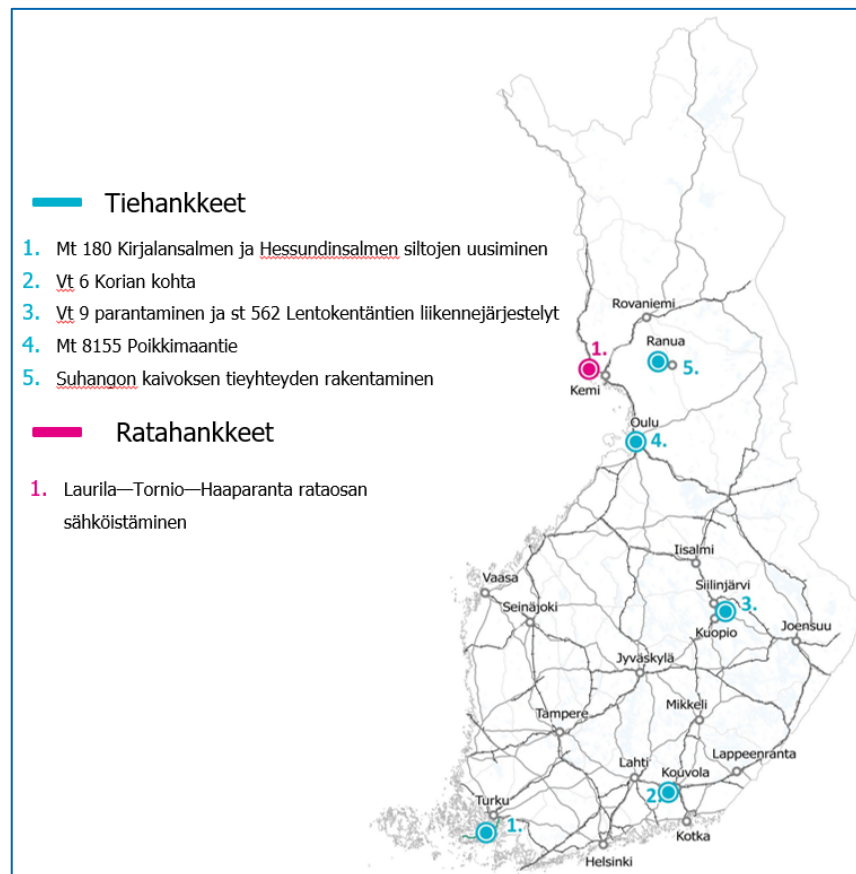 Tiehankkeet
1. Mt 180 Kirjalansalmen ja Hessundinsalmen siltojen uusiminen
2. Vt 6 Korian kohta
3. Vt 9 parantaminen ja st 562 Lentokentäntien liikennejärjestelyt
4. Mt 8155 Poikkimaantie
5. Suhangon kaivoksen tieyhteyden rakentaminen
Ratahankkeet
1. Laurila—Tornio—Haaparanta rataosan
sähköistäminen
Rovaniemi
Ranua
1.
5.
Kemi
Oulu
4.
Iisalmi
Siilinjärvi
3.
Vaasa
Seinäjoki
Kuopio
Joensuu
Jyväskylä
Mikkeli
Tampere
Lappeenranta
Lahti
Kouvola
2.
Turku
1.
Kotka
Helsinki